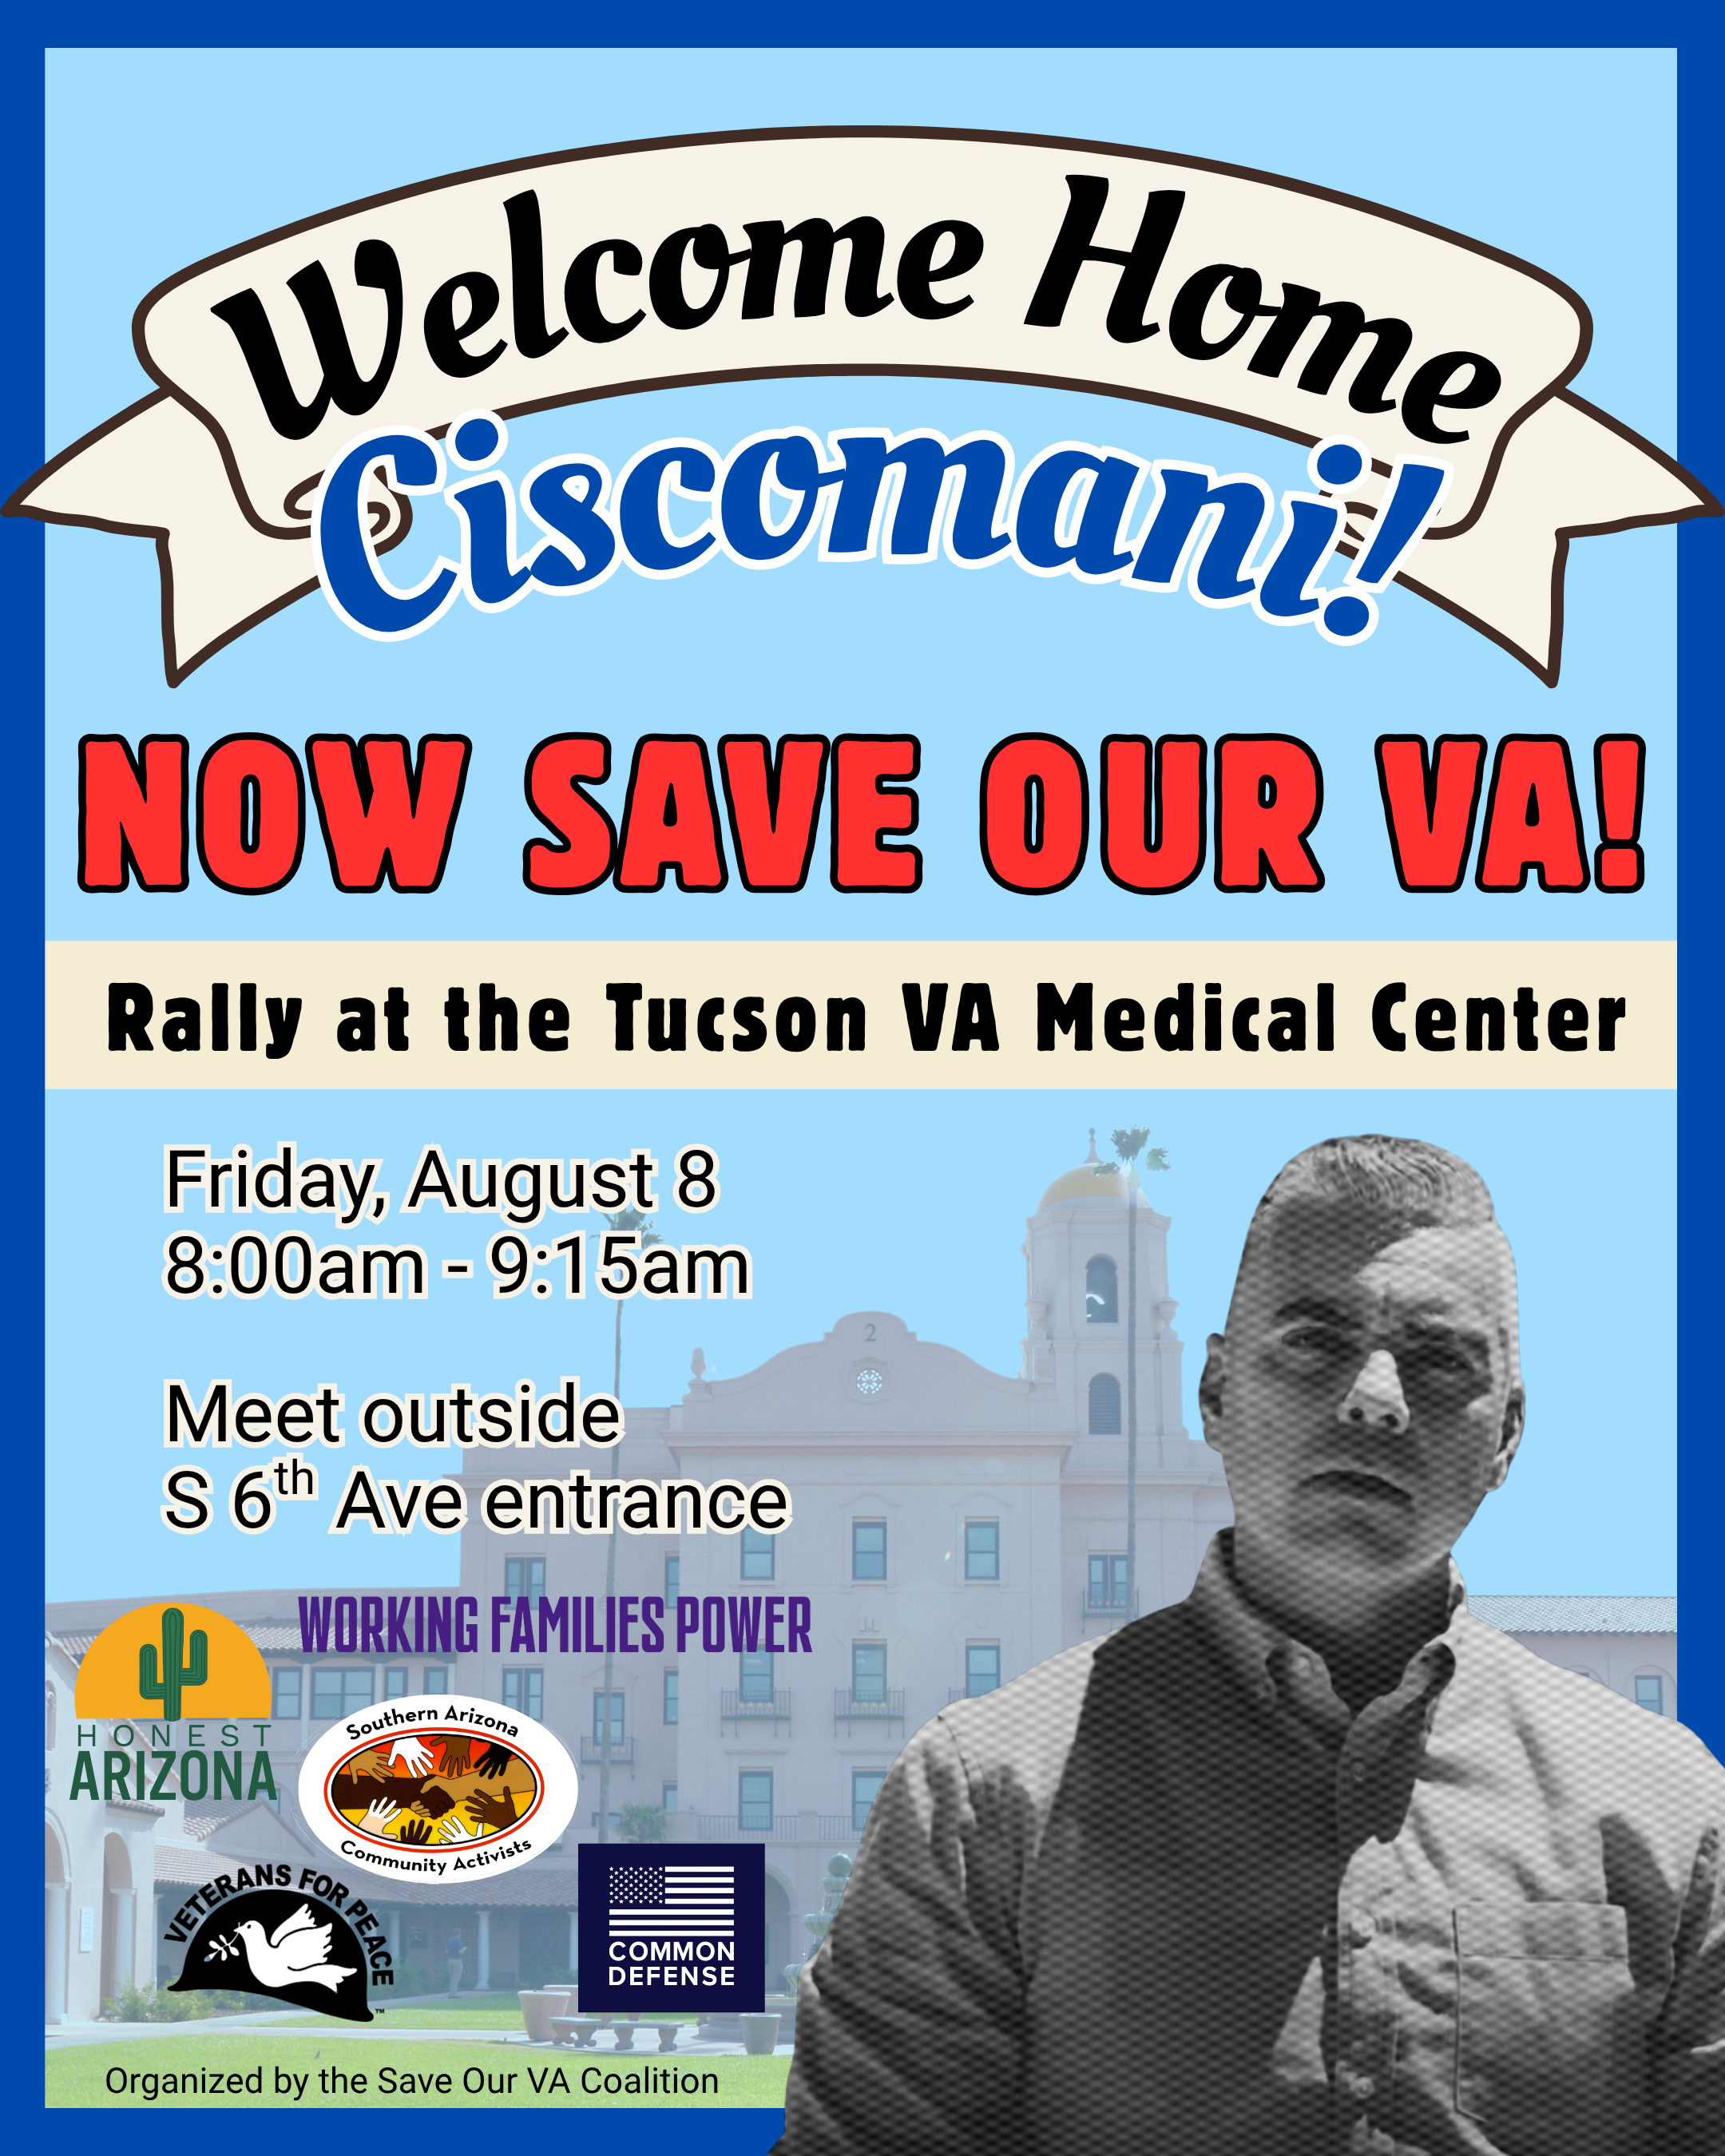 Welcome Home
Ciscomani!
NOW SAVE OUR VA!
Rally at the Tucson VA Medical Center
Friday, August 8
8:00am - 9:15am
Meet outside
S 6th Ave entrance
2
WORKING FAMILIES POWER
HONEST
ARIZONA
Southern Arizona
Community Activists
VETERANS FOR PEACE
™
COMMON
DEFENSE
Organized by the Save Our VA Coalition